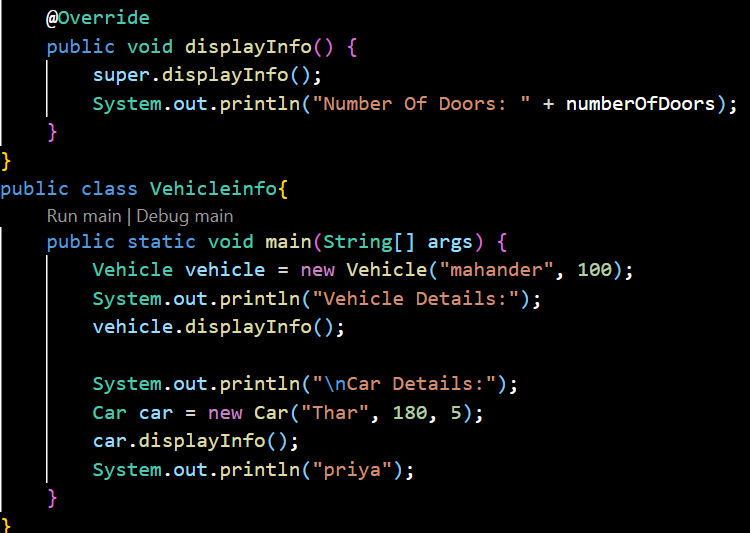 @Override
public void displayInfo() {
super.displayInfo();
System.out.println("Number Of Doors: " + numberOfDoors);
}
}
public class Vehicleinfo{
Run main | Debug main
public static void main(String[] args) {
Vehicle vehicle = new Vehicle("mahander", 100);
System.out.println("Vehicle Details:");
vehicle.displayInfo();
System.out.println("\nCar Details:");
Car car = new Car("Thar", 180, 5);
car.displayInfo();
System.out.println("priya");
}
}